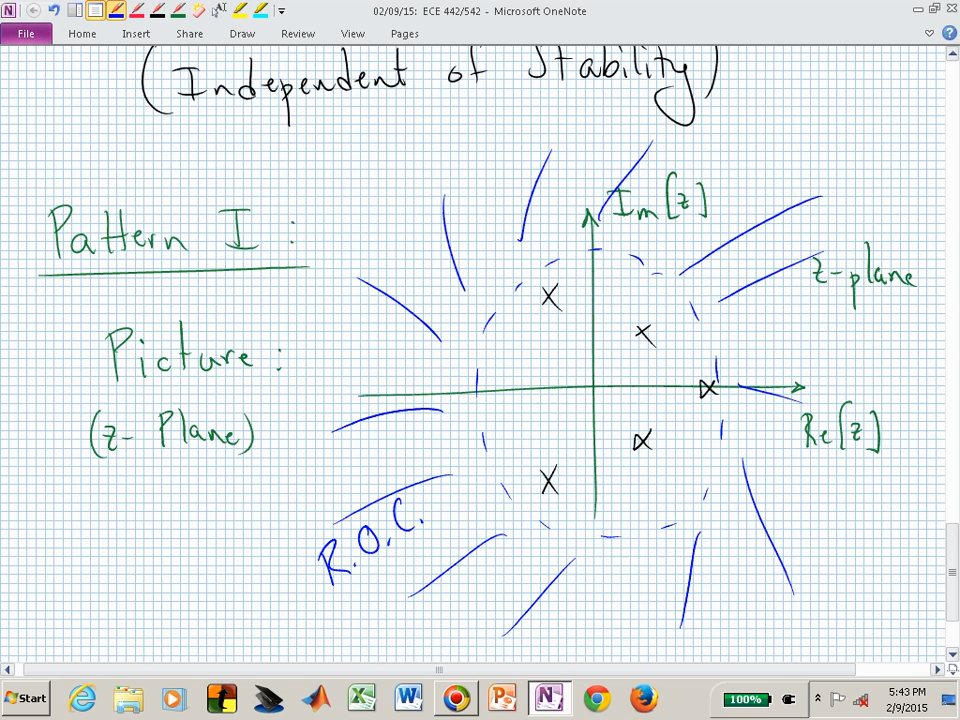 02/09/15: ECE 442/542 - Microsoft OneNote
File Home Insert Share Draw Review View Pages
(Independent of Stability)
Pattern I :
Im[z]
z-plane
Picture :
(z-Plane)
Re[z]
R.O.C.
Start
100%
5:43 PM
2/9/2015